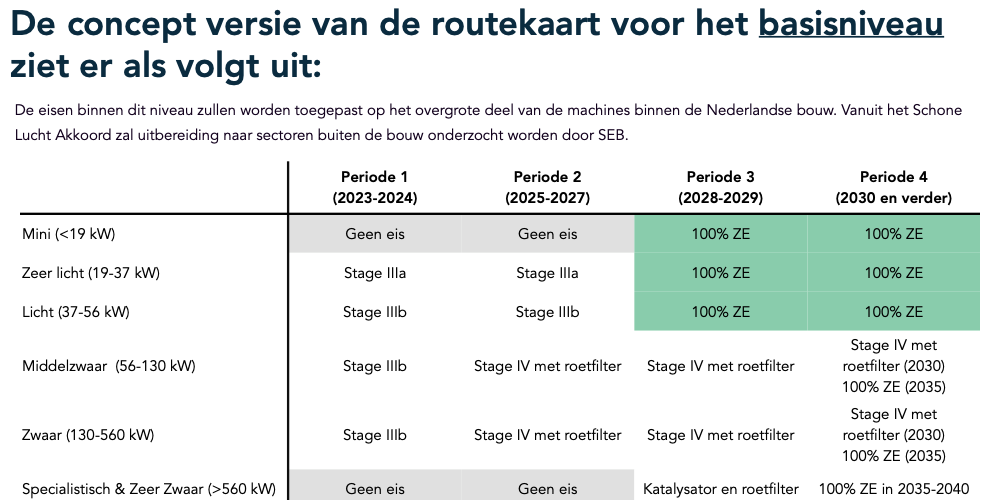 De concept versie van de routekaart voor het basisniveau
ziet er als volgt uit:
De eisen binnen dit niveau zullen worden toegepast op het overgrote deel van de machines binnen de Nederlandse bouw. Vanuit het Schone
Lucht Akkoord zal uitbereiding naar sectoren buiten de bouw onderzocht worden door SEB.
Periode 1 Periode 2 Periode 3 Periode 4
(2023-2024) (2025-2027) (2028-2029) (2030 en verder)
Mini (<19 kW) Geen eis Geen eis 100% ZE 100% ZE
Zeer licht (19-37 kW) Stage IIIa Stage IIIa 100% ZE 100% ZE
Licht (37-56 kW) Stage IIIb Stage IIIb 100% ZE 100% ZE
Stage IV met
Middelzwaar (56-130 kW) Stage IIIb Stage IV met roetfilter Stage IV met roetfilter roetfilter (2030)
100% ZE (2035)
Stage IV met
Zwaar (130-560 kW) Stage IIIb Stage IV met roetfilter Stage IV met roetfilter roetfilter (2030)
100% ZE (2035)
Specialistisch & Zeer Zwaar (>560 kW) Geen eis Geen eis Katalysator en roetfilter 100% ZE in 2035-2040